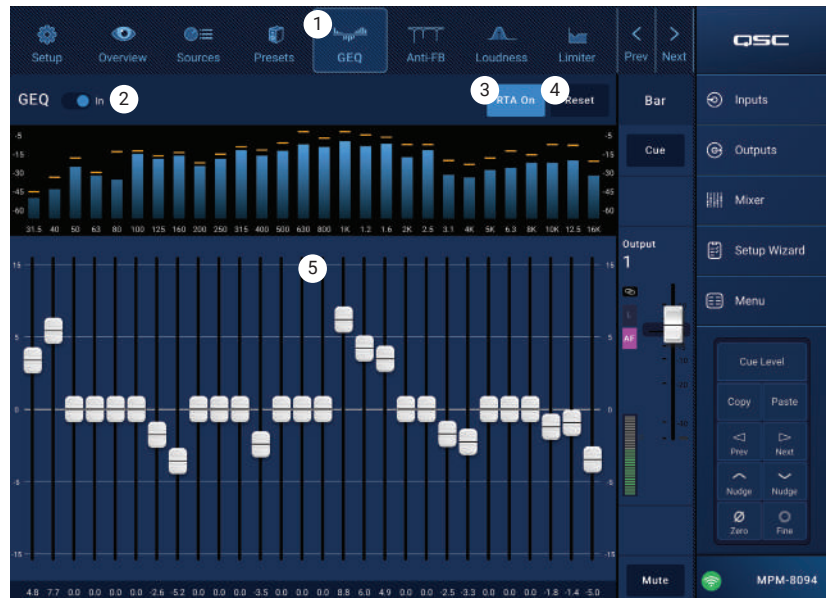 1
Setup Overview Sources Presets GEQ Anti-FB Loudness Limiter Prev Next
QSC
GEQ In 2 3 RTA On 4 Reset
Bar
Inputs
-5 -5
-15 -15
-30 -30
-45 -45
-60 -60
31.5 40 50 63 80 100 125 160 200 250 315 400 500 630 800 1K 1.2 1.6 2K 2.5 3.1 4K 5K 6.3 8K 10K 12.5 16K
Cue
Outputs
Mixer
Output
1
Setup Wizard
Menu
5
15 15
5 5
0 0
-5 -5
-15 -15
L
AF
Cue Level
Copy Paste
Prev Next
Nudge Nudge
Zero Fine
4.8 7.7 0.0 0.0 0.0 0.0 -2.6 -5.2 0.0 0.0 0.0 -3.5 0.0 0.0 0.0 8.8 6.0 4.9 0.0 0.0 -2.5 -3.3 0.0 0.0 0.0 -1.8 -1.4 -5.0
Mute
MPM-8094